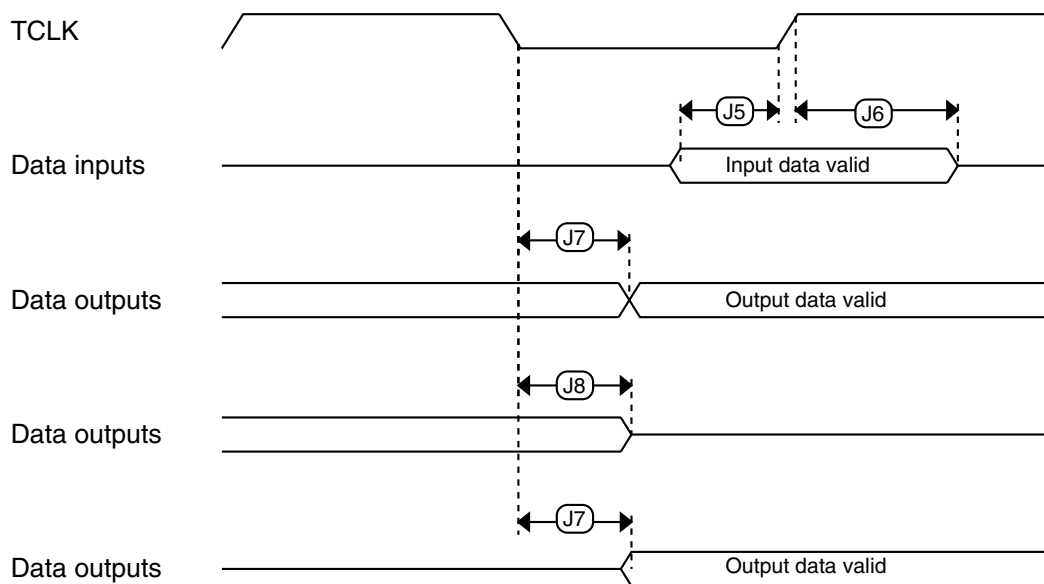 TCLK
J5
J6
Data inputs
Input data valid
J7
Data outputs
Output data valid
J8
Data outputs
J7
Data outputs
Output data valid